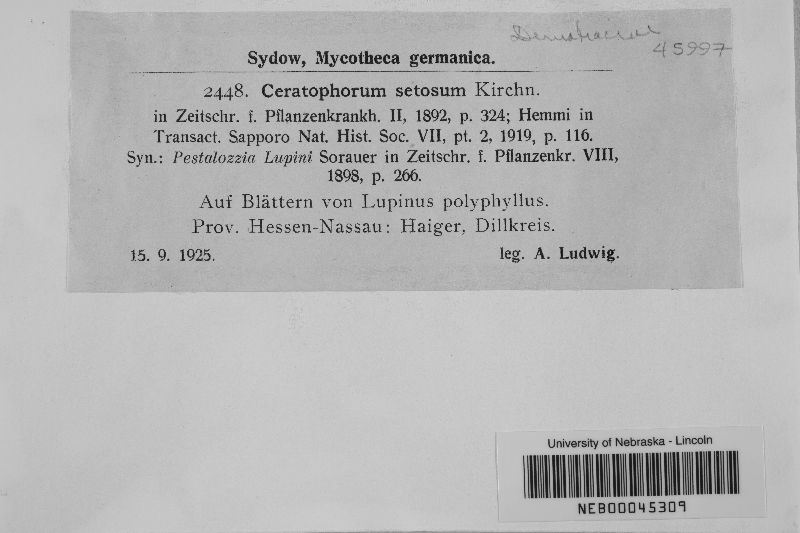 Dematiaceae
45997
Sydow, Mycotheca germanica.
2448. Ceratophorum setosum Kirchn.
in Zeitschr. f. Pflanzenkrankh. II, 1892, p. 324; Hemmi in
Transact. Sapporo Nat. Hist. Soc. VII, pt. 2, 1919, p. 116.
Syn.: Pestalozzia Lupini Sorauer in Zeitschr. f. Pflanzenkr. VIII,
1898, p. 266.
Auf Blättern von Lupinus polyphyllus.
Prov. Hessen-Nassau: Haiger, Dillkreis.
15. 9. 1925. leg. A. Ludwig.
University of Nebraska - Lincoln
NEB00045309